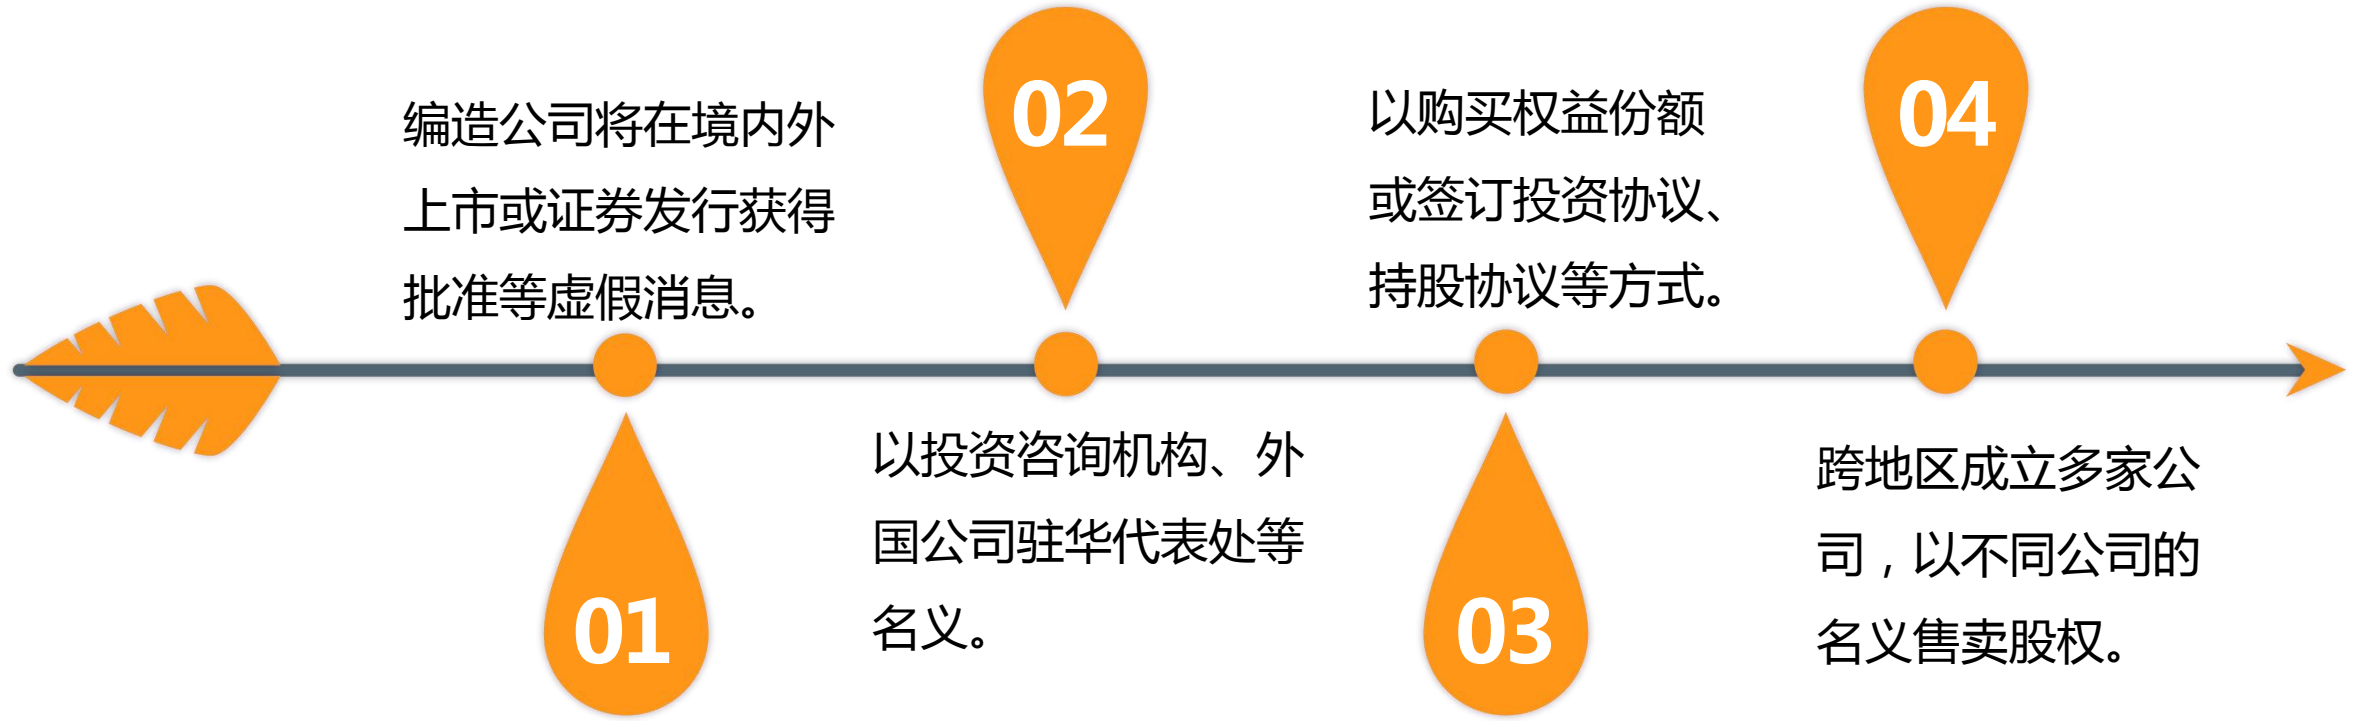 01
编造公司将在境内外
上市或证券发行获得
批准等虚假消息。
02
以投资咨询机构、外
国公司驻华代表处等
名义。
03
以购买权益份额
或签订投资协议、
持股协议等方式。
04
跨地区成立多家公
司，以不同公司的
名义售卖股权。